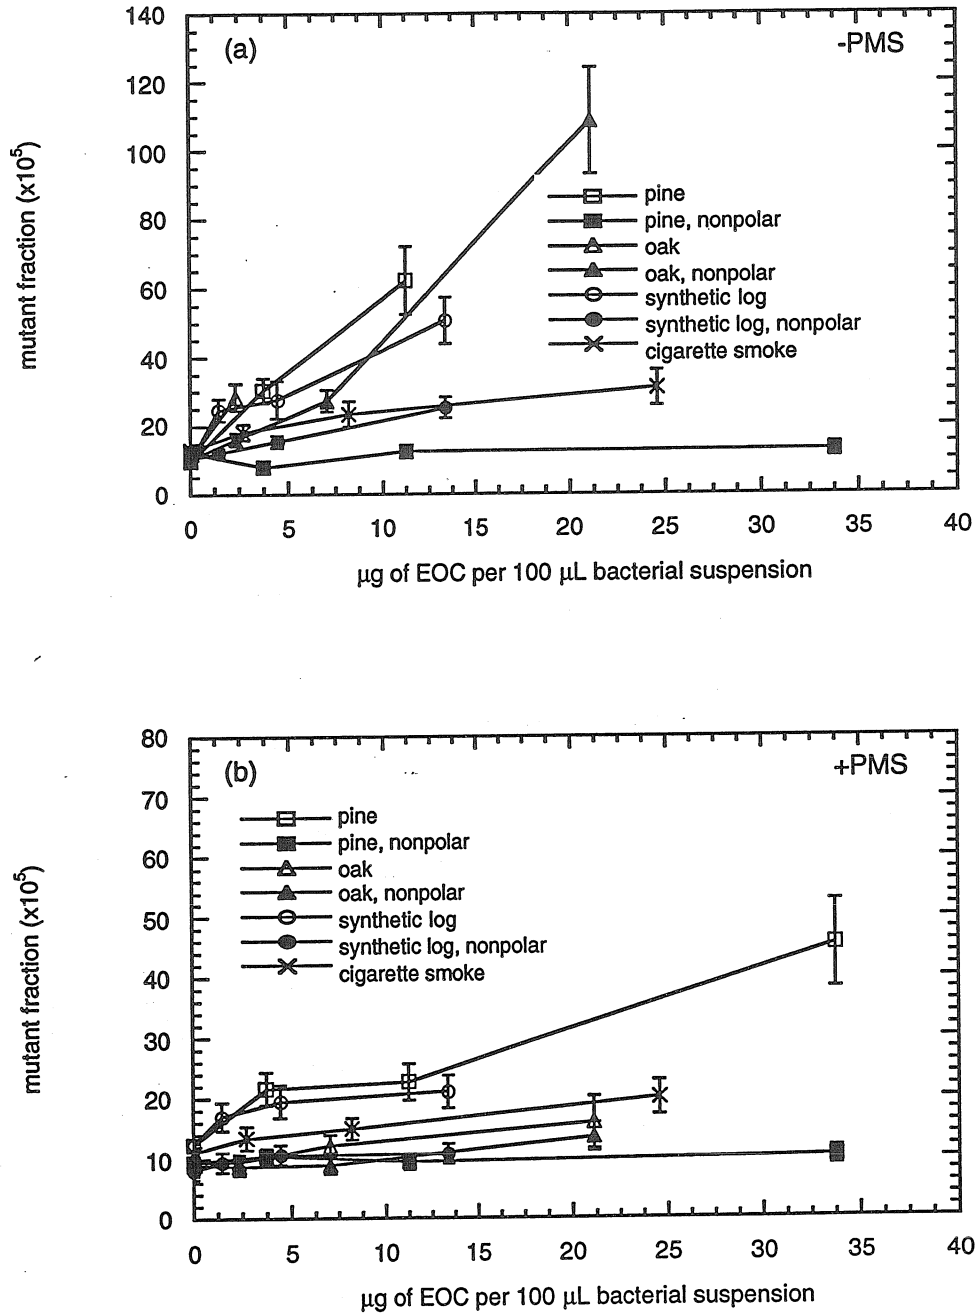 140
120
100
80
60
40
20
0
mutant fraction (x10⁵)
(a)
-PMS
pine
pine, nonpolar
oak
oak, nonpolar
synthetic log
synthetic log, nonpolar
cigarette smoke
0 5 10 15 20 25 30 35 40
μg of EOC per 100 μL bacterial suspension
80
70
60
50
40
30
20
10
0
mutant fraction (x10⁵)
(b)
+PMS
pine
pine, nonpolar
oak
oak, nonpolar
synthetic log
synthetic log, nonpolar
cigarette smoke
0 5 10 15 20 25 30 35 40
μg of EOC per 100 μL bacterial suspension